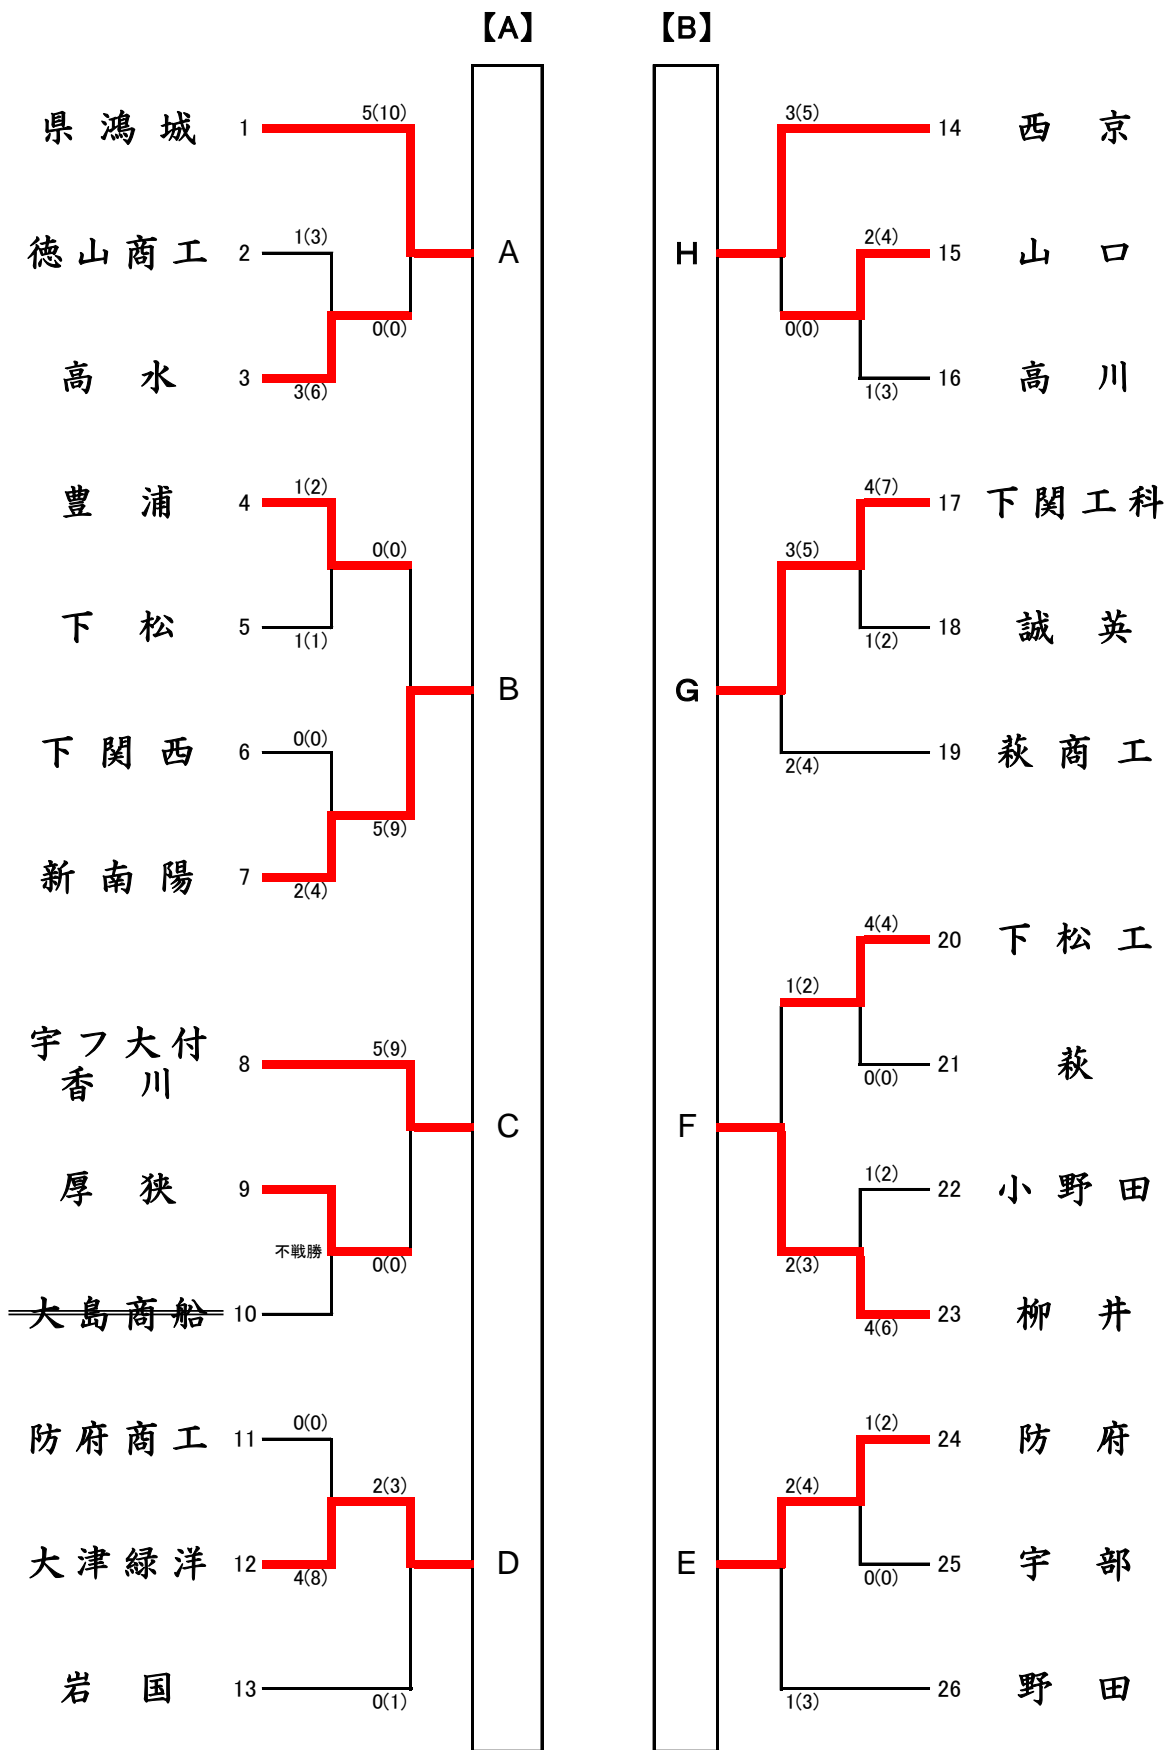 【A】
【B】
県鴻城 1 5(10)
徳山商工 2 1(3)
A
0(0)
高水 3 3(6)
豊浦 4 1(2)
0(0)
下松 5 1(1)
B
下関西 6 0(0)
5(9)
新南陽 7 2(4)
宇フ大付
香川 8 5(9)
C
厚狭 9
不戦勝 0(0)
大島商船 10
防府商工 11 0(0)
2(3)
大津緑洋 12 4(8)
D
岩国 13 0(1)
3(5) 14 西京
H
2(4) 15 山口
0(0)
1(3) 16 高川
4(7) 17 下関工科
3(5)
1(2) 18 誠英
G
2(4) 19 萩商工
4(4) 20 下松工
1(2)
0(0) 21 萩
F
1(2) 22 小野田
2(3)
4(6) 23 柳井
1(2) 24 防府
2(4)
E
0(0) 25 宇部
1(3) 26 野田